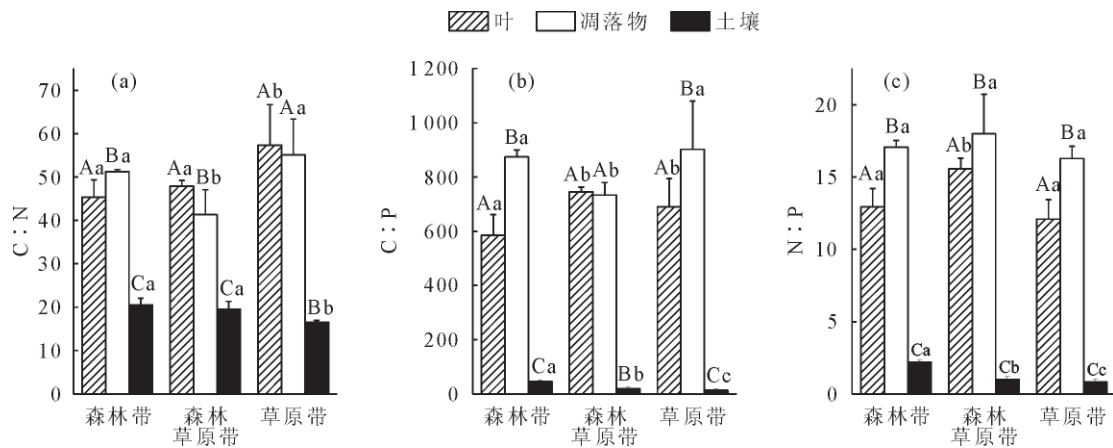 叶 凋落物 土壤
(a)
C∶N
70
60
50
40
30
20
10
0
Aa Ba Ca
Aa Bb Ca
Ab Aa Bb
森林带 森林草原带 草原带
(b)
C∶P
1200
1000
800
600
400
200
0
Aa Ba Ca
Ab Ab Bb
Ab Ba Cc
森林带 森林草原带 草原带
(c)
N∶P
20
15
10
5
0
Aa Ba Ca
Ab Ba Cb
Aa Ba Cc
森林带 森林草原带 草原带